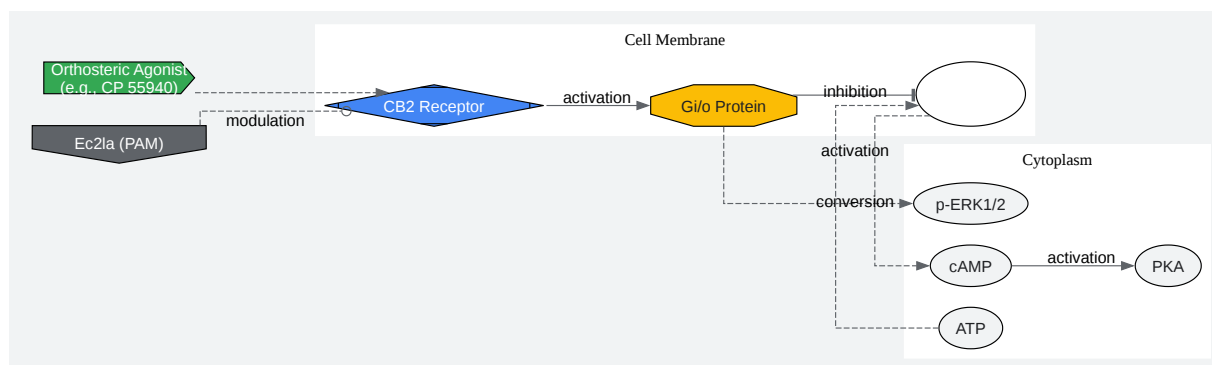 Cell Membrane
Orthosteric Agonist
(e.g., CP 55940)
modulation
Ec2la (PAM)
CB2 Receptor
activation
Gi/o Protein
inhibition
activation
Cytoplasm
conversion
p-ERK1/2
cAMP
activation
PKA
ATP